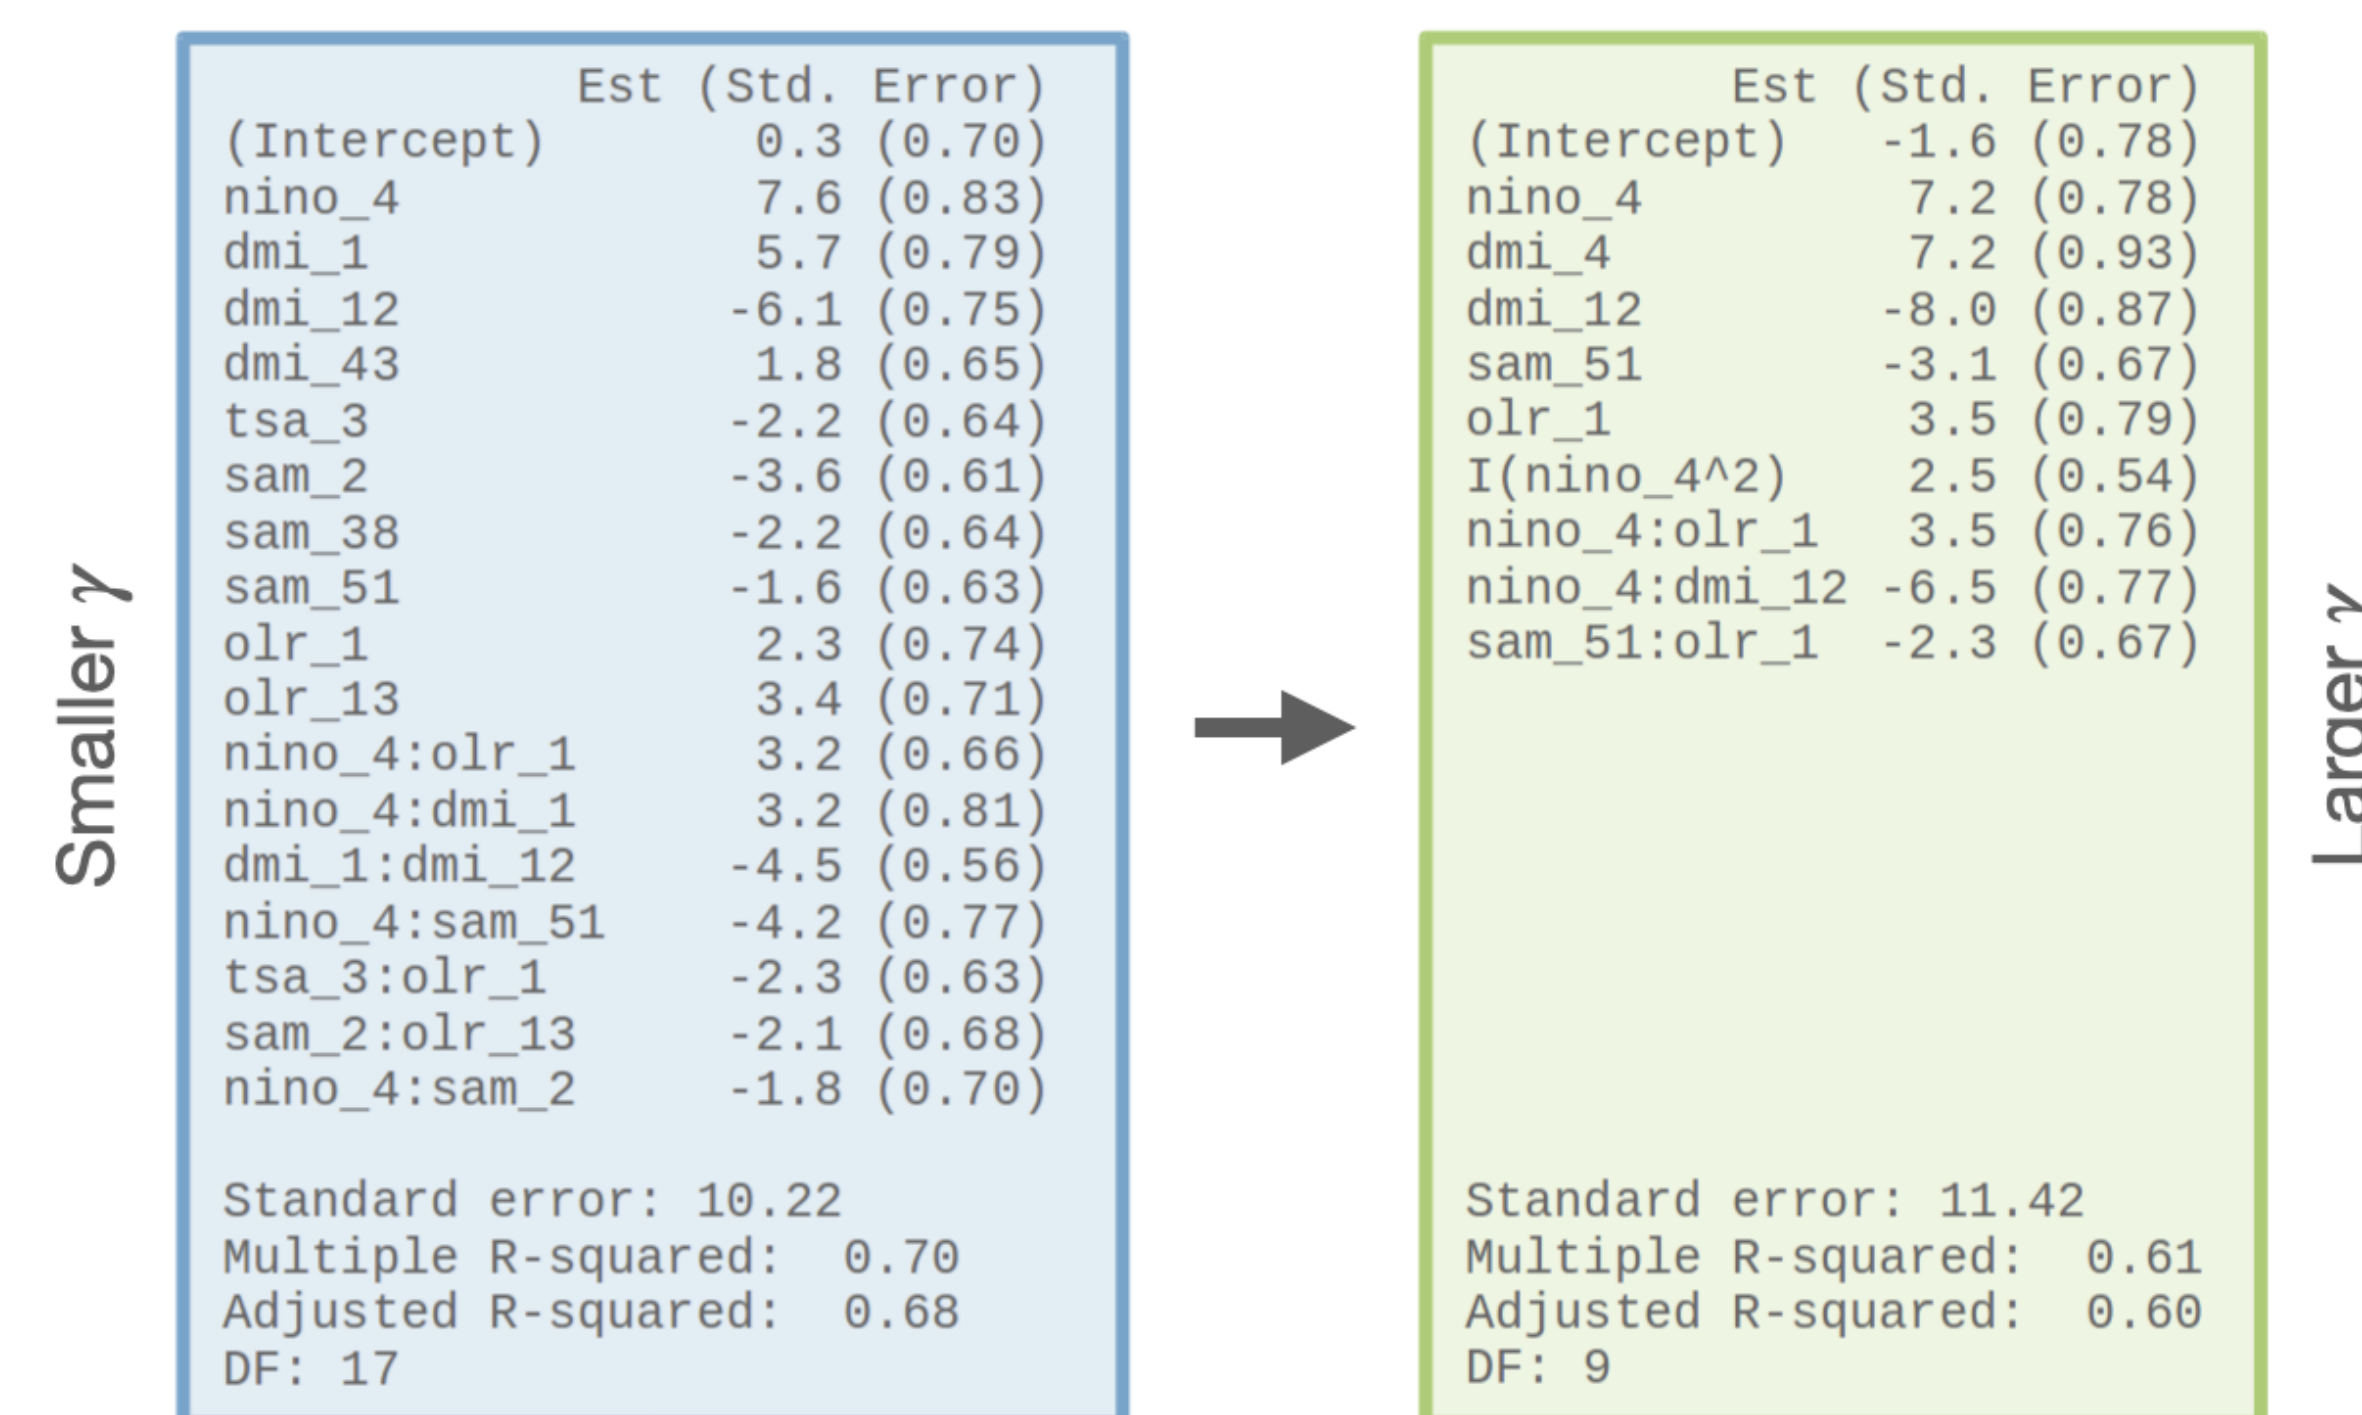 Smaller γ
Est (Std. Error)
(Intercept) 0.3 (0.70)
nino_4 7.6 (0.83)
dmi_1 5.7 (0.79)
dmi_12 -6.1 (0.75)
dmi_43 1.8 (0.65)
tsa_3 -2.2 (0.64)
sam_2 -3.6 (0.61)
sam_38 -2.2 (0.64)
sam_51 -1.6 (0.63)
olr_1 2.3 (0.74)
olr_13 3.4 (0.71)
nino_4:olr_1 3.2 (0.66)
nino_4:dmi_1 3.2 (0.81)
dmi_1:dmi_12 -4.5 (0.56)
nino_4:sam_51 -4.2 (0.77)
tsa_3:olr_1 -2.3 (0.63)
sam_2:olr_13 -2.1 (0.68)
nino_4:sam_2 -1.8 (0.70)
Standard error: 10.22
Multiple R-squared: 0.70
Adjusted R-squared: 0.68
DF: 17
Est (Std. Error)
(Intercept) -1.6 (0.78)
nino_4 7.2 (0.78)
dmi_4 7.2 (0.93)
dmi_12 -8.0 (0.87)
sam_51 -3.1 (0.67)
olr_1 3.5 (0.79)
I(nino_4^2) 2.5 (0.54)
nino_4:olr_1 3.5 (0.76)
nino_4:dmi_12 -6.5 (0.77)
sam_51:olr_1 -2.3 (0.67)
Standard error: 11.42
Multiple R-squared: 0.61
Adjusted R-squared: 0.60
DF: 9
Larger γ